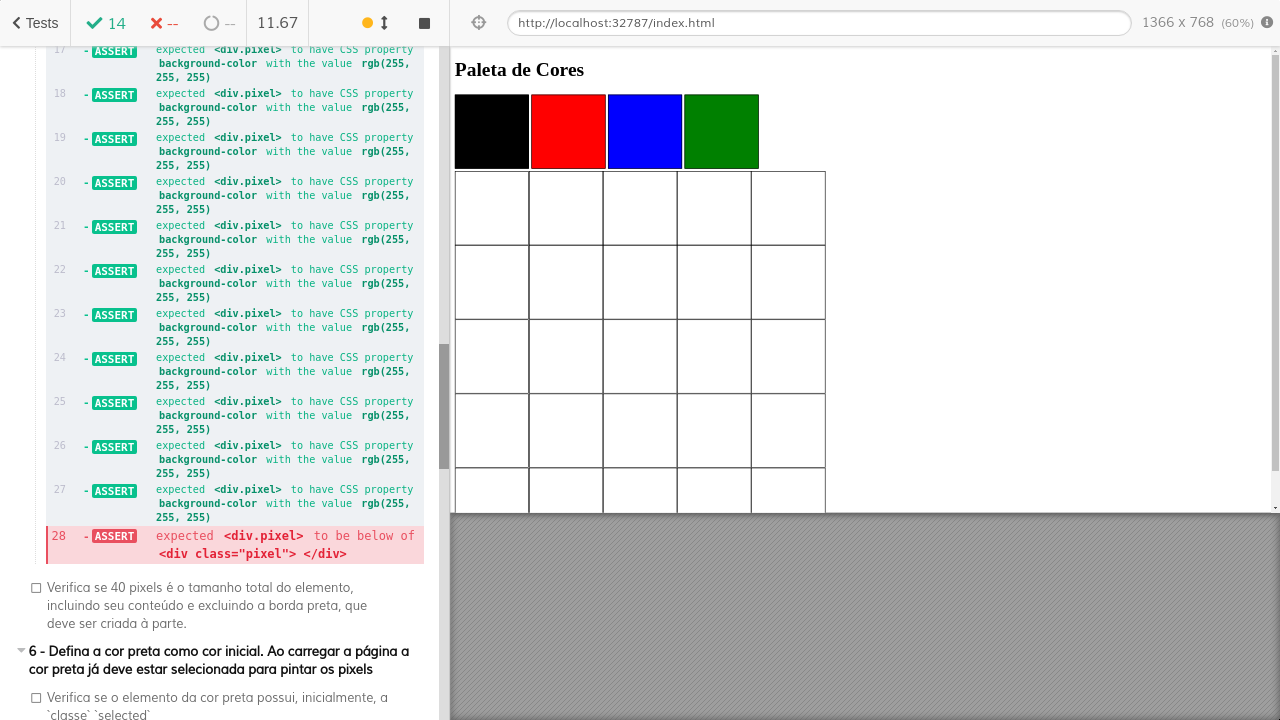 Tests
14
--
--
11.67
http://localhost:32787/index.html
1366 x 768 (60%)
17 - ASSERT expected <div.pixel> to have CSS property
background-color with the value rgb(255,
255, 255)
18 - ASSERT expected <div.pixel> to have CSS property
background-color with the value rgb(255,
255, 255)
19 - ASSERT expected <div.pixel> to have CSS property
background-color with the value rgb(255,
255, 255)
20 - ASSERT expected <div.pixel> to have CSS property
background-color with the value rgb(255,
255, 255)
21 - ASSERT expected <div.pixel> to have CSS property
background-color with the value rgb(255,
255, 255)
22 - ASSERT expected <div.pixel> to have CSS property
background-color with the value rgb(255,
255, 255)
23 - ASSERT expected <div.pixel> to have CSS property
background-color with the value rgb(255,
255, 255)
24 - ASSERT expected <div.pixel> to have CSS property
background-color with the value rgb(255,
255, 255)
25 - ASSERT expected <div.pixel> to have CSS property
background-color with the value rgb(255,
255, 255)
26 - ASSERT expected <div.pixel> to have CSS property
background-color with the value rgb(255,
255, 255)
27 - ASSERT expected <div.pixel> to have CSS property
background-color with the value rgb(255,
255, 255)
28 - ASSERT expected <div.pixel> to be below of
<div class="pixel"> </div>
Verifica se 40 pixels é o tamanho total do elemento,
incluindo seu conteúdo e excluindo a borda preta, que
deve ser criada à parte.
6 - Defina a cor preta como cor inicial. Ao carregar a página a
cor preta já deve estar selecionada para pintar os pixels
Verifica se o elemento da cor preta possui, inicialmente, a
`classe` `selected`
Paleta de Cores